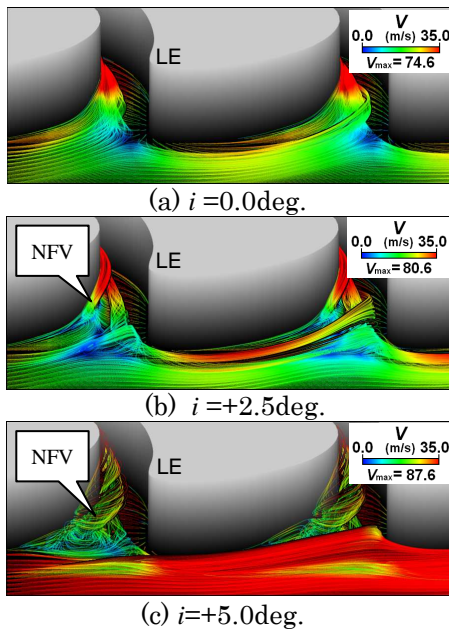 LE
V
0.0 (m/s) 35.0
Vmax = 74.6
(a) i =0.0deg.
NFV
LE
V
0.0 (m/s) 35.0
Vmax = 80.6
(b) i=+2.5deg.
NFV
LE
V
0.0 (m/s) 35.0
Vmax = 87.6
(c) i=+5.0deg.